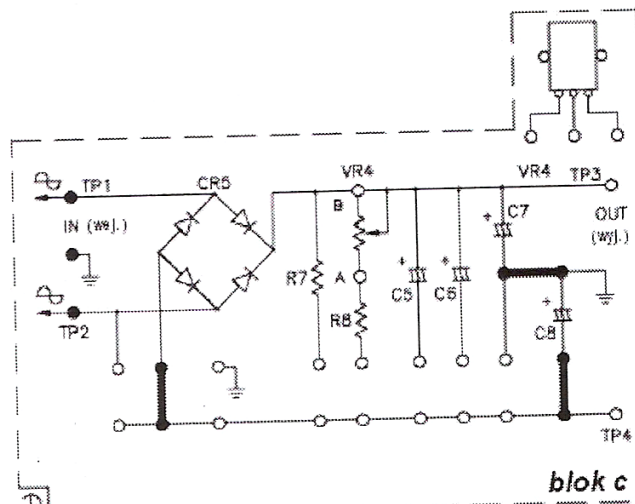 TP1
CR5
VR4
VR4
TP3
IN (wej.)
B
C7
OUT
(wyj.)
R7
A
C5
C6
TP2
R8
C8
TP4
blok c